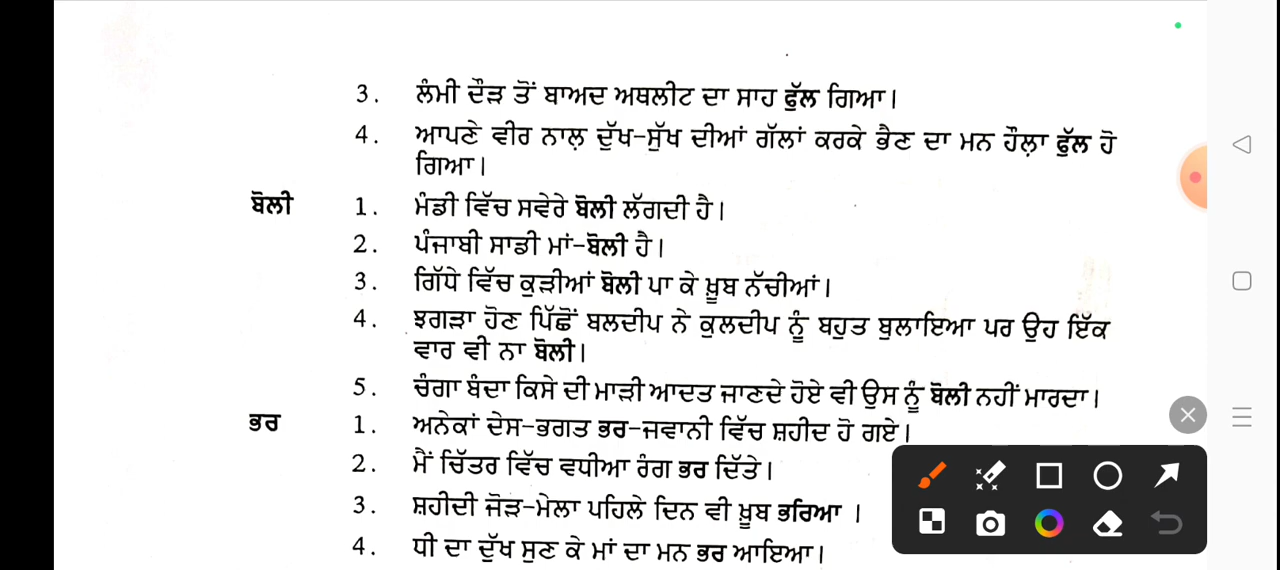 3. ਲੰਮੀ ਦੌੜ ਤੋਂ ਬਾਅਦ ਅਥਲੀਟ ਦਾ ਸਾਹ ਫੁੱਲ ਗਿਆ।
4. ਆਪਣੇ ਵੀਰ ਨਾਲ਼ ਦੁੱਖ-ਸੁੱਖ ਦੀਆਂ ਗੱਲਾਂ ਕਰਕੇ ਭੈਣ ਦਾ ਮਨ ਹੌਲ਼ਾ ਫੁੱਲ ਹੋ
ਗਿਆ।
ਬੋਲੀ 1. ਮੰਡੀ ਵਿੱਚ ਸਵੇਰੇ ਬੋਲੀ ਲੱਗਦੀ ਹੈ।
2. ਪੰਜਾਬੀ ਸਾਡੀ ਮਾਂ-ਬੋਲੀ ਹੈ।
3. ਗਿੱਧੇ ਵਿੱਚ ਕੁੜੀਆਂ ਬੋਲੀ ਪਾ ਕੇ ਖ਼ੂਬ ਨੱਚੀਆਂ।
4. ਝਗੜਾ ਹੋਣ ਪਿੱਛੋਂ ਬਲਦੀਪ ਨੇ ਕੁਲਦੀਪ ਨੂੰ ਬਹੁਤ ਬੁਲਾਇਆ ਪਰ ਉਹ ਇੱਕ
ਵਾਰ ਵੀ ਨਾ ਬੋਲੀ।
5. ਚੰਗਾ ਬੰਦਾ ਕਿਸੇ ਦੀ ਮਾੜੀ ਆਦਤ ਜਾਣਦੇ ਹੋਏ ਵੀ ਉਸ ਨੂੰ ਬੋਲੀ ਨਹੀਂ ਮਾਰਦਾ।
ਭਰ 1. ਅਨੇਕਾਂ ਦੇਸ-ਭਗਤ ਭਰ-ਜਵਾਨੀ ਵਿੱਚ ਸ਼ਹੀਦ ਹੋ ਗਏ।
2. ਮੈਂ ਚਿੱਤਰ ਵਿੱਚ ਵਧੀਆ ਰੰਗ ਭਰ ਦਿੱਤੇ।
3. ਸ਼ਹੀਦੀ ਜੋੜ-ਮੇਲਾ ਪਹਿਲੇ ਦਿਨ ਵੀ ਖ਼ੂਬ ਭਰਿਆ ।
4. ਧੀ ਦਾ ਦੁੱਖ ਸੁਣ ਕੇ ਮਾਂ ਦਾ ਮਨ ਭਰ ਆਇਆ।